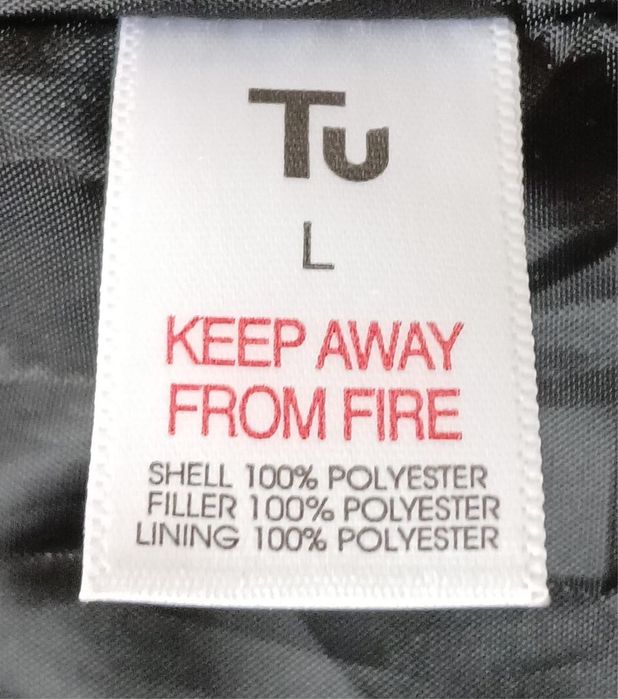 Tu
L
KEEP AWAY
FROM FIRE
SHELL 100% POLYESTER
FILLER 100% POLYESTER
LINING 100% POLYESTER